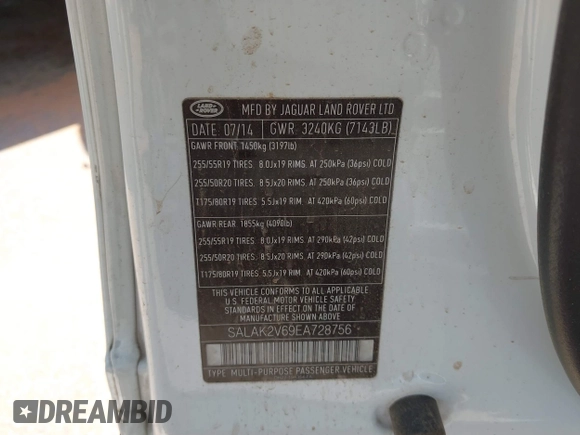 LAND ROVER
MFD BY JAGUAR LAND ROVER LTD
DATE 07/14 GWR 3240KG (7143LB)
GAWR FRONT 1450kg (3197lb)
255/55R19 TIRES 8.0Jx19 RIMS AT 250kPa (36psi) COLD
255/50R20 TIRES 8.5Jx20 RIMS AT 250kPa (36psi) COLD
T175/80R19 TIRES 5.5Jx19 RIM AT 420kPa (60psi) COLD
GAWR-REAR 1855kg (4090lb)
255/55R19 TIRES 8.0Jx19 RIMS AT 290kPa (42psi) COLD
255/50R20 TIRES 8.5Jx20 RIMS AT 290kPa (42psi) COLD
T175/80R19 TIRES 5.5Jx19 RIM AT 420kPa (60psi) COLD
THIS VEHICLE CONFORMS TO ALL APPLICABLE
U.S. FEDERAL MOTOR VEHICLE SAFETY
STANDARDS IN EFFECT ON THE DATE OF
MANUFACTURE SHOWN ABOVE
SALAK2V69EA728756
TYPE: MULTI-PURPOSE PASSENGER VEHICLE
DREAMBID